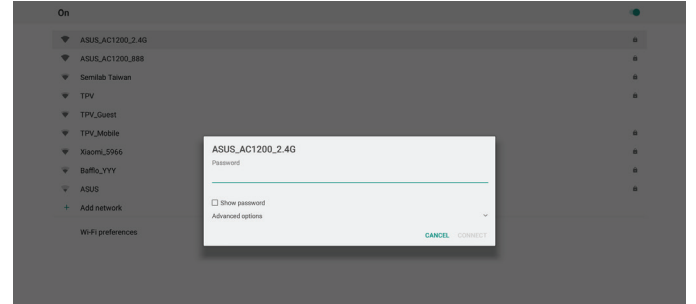 On
ASUS_AC1200_2.4G
ASUS_AC1200_888
Semilab Taiwan
TPV
TPV_Guest
TPV_Mobile
Xiaomi_5966
Bafflo_YYY
ASUS
+ Add network
Wi-Fi preferences
ASUS_AC1200_2.4G
Password
Show password
Advanced options
CANCEL CONNECT